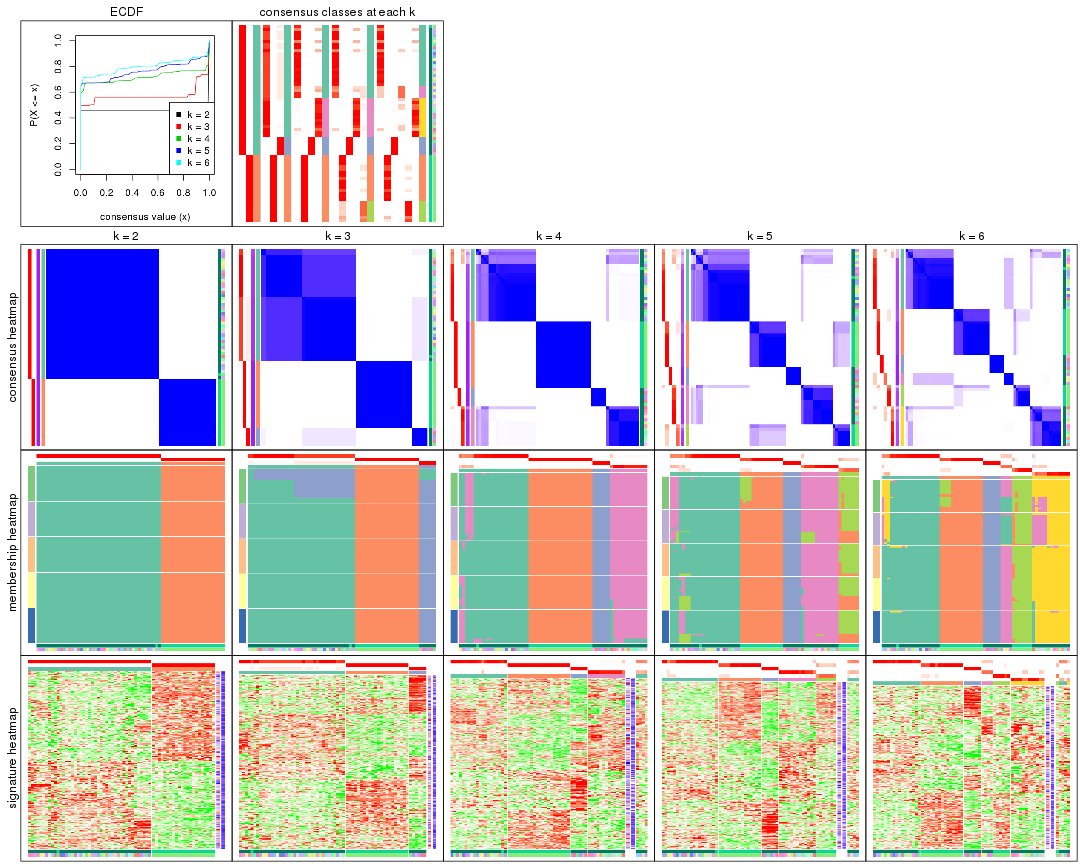 ECDF
consensus classes at each k
P(X <= x)
0.0
0.2
0.4
0.6
0.8
1.0
k = 2
k = 3
k = 4
k = 5
k = 6
0.0 0.2 0.4 0.6 0.8 1.0
consensus value (x)
k = 2
k = 3
k = 4
k = 5
k = 6
consensus heatmap
membership heatmap
signature heatmap